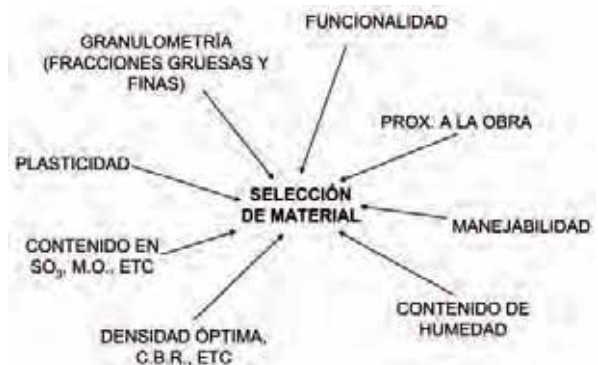 FUNCIONALIDAD
GRANULOMETRÍA
(FRACCIONES GRUESAS Y
FINAS)
PROX. A LA OBRA
PLASTICIDAD
SELECCIÓN
DE MATERIAL
MANEJABILIDAD
CONTENIDO EN
SO₃, M.O., ETC
CONTENIDO DE
HUMEDAD
DENSIDAD ÓPTIMA,
C.B.R., ETC